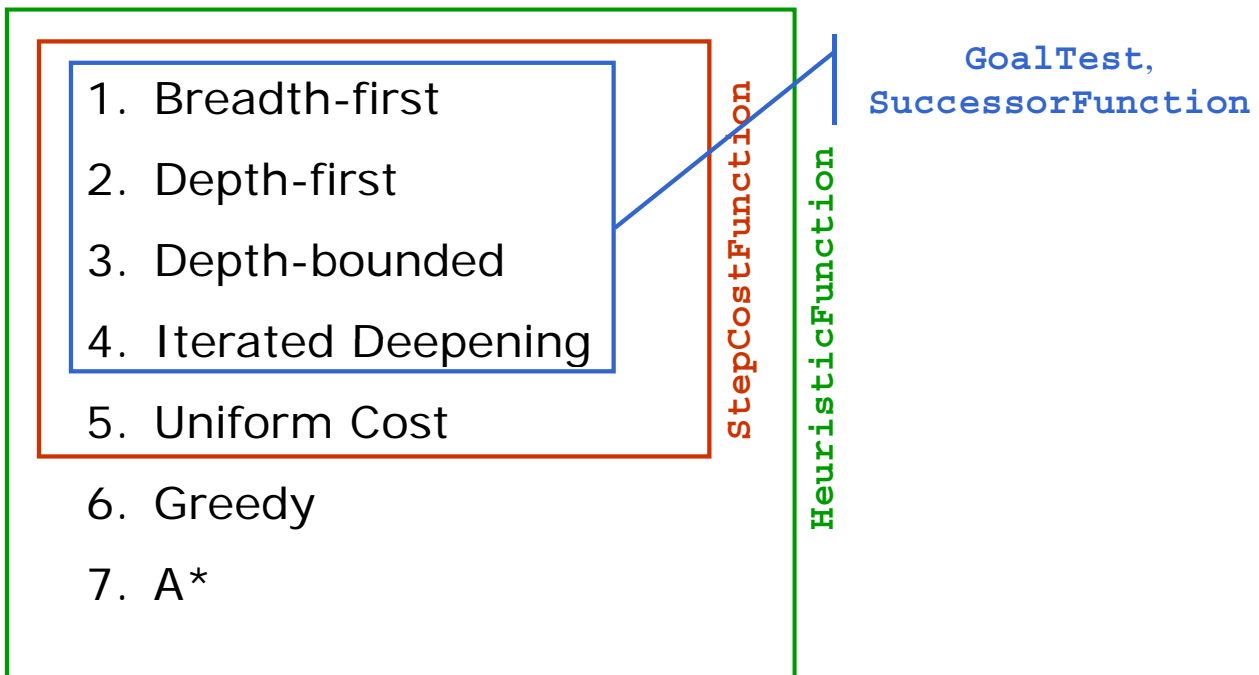 1. Breadth-first
2. Depth-first
3. Depth-bounded
4. Iterated Deepening
5. Uniform Cost
6. Greedy
7. A*
StepCostFunction
HeuristicFunction
GoalTest,
SuccessorFunction